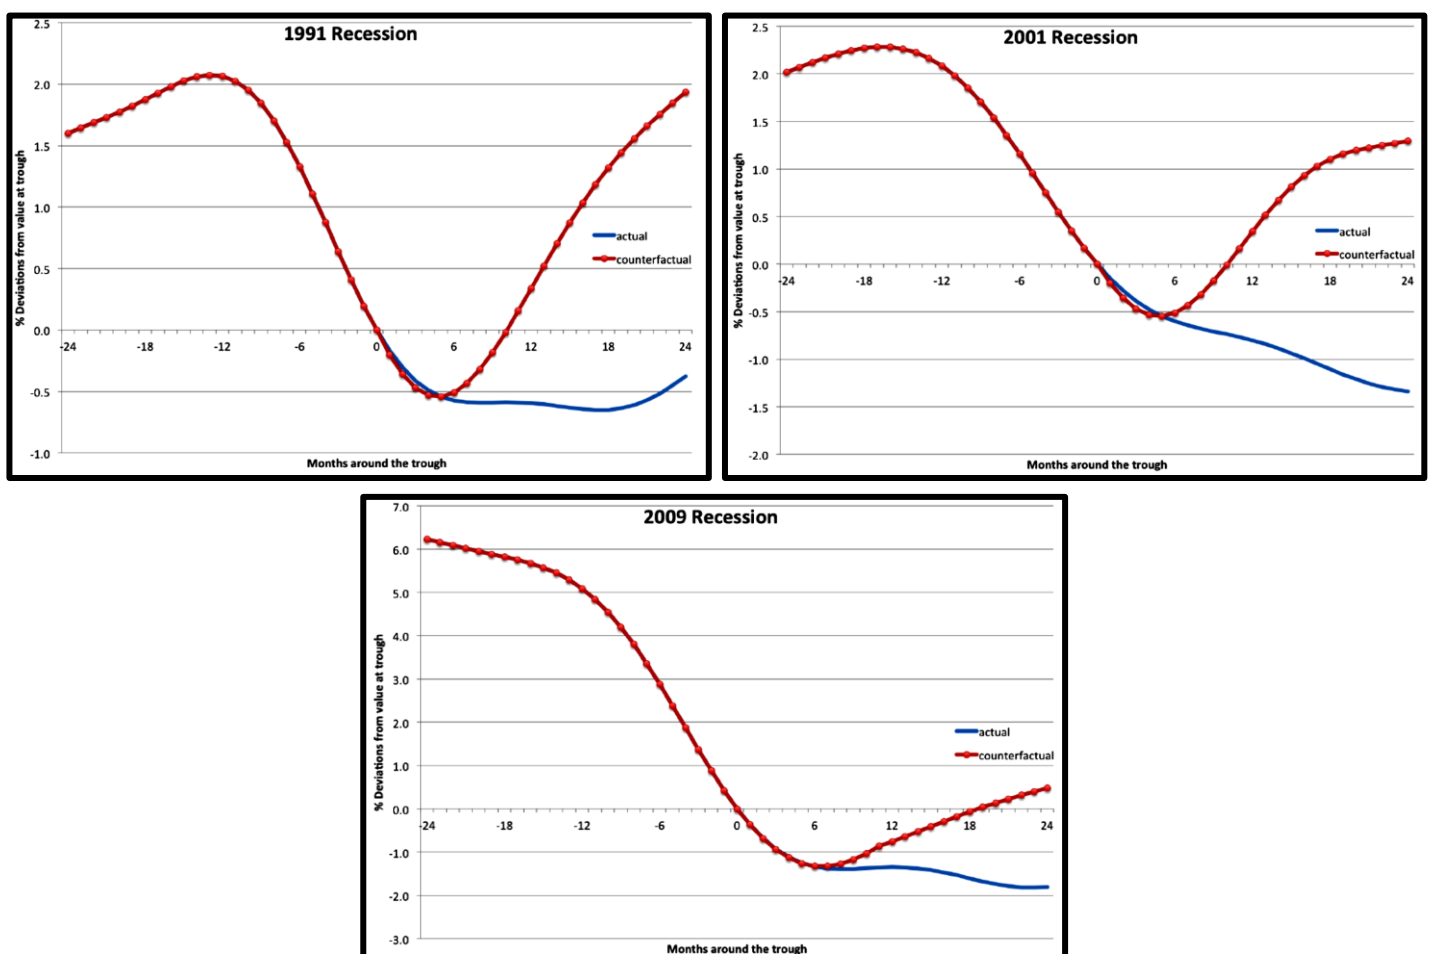 1991 Recession
% Deviations from value at trough
2.5
2.0
1.5
1.0
0.5
0.0
-0.5
-1.0
-24 -18 -12 -6 0 6 12 18 24
actual
counterfactual
Months around the trough
2001 Recession
% Deviations from value at trough
2.5
2.0
1.5
1.0
0.5
0.0
-0.5
-1.0
-1.5
-2.0
-24 -18 -12 -6 0 6 12 18 24
actual
counterfactual
Months around the trough
2009 Recession
% Deviations from value at trough
7.0
6.0
5.0
4.0
3.0
2.0
1.0
0.0
-1.0
-2.0
-3.0
-24 -18 -12 -6 0 6 12 18 24
actual
counterfactual
Months around the trough